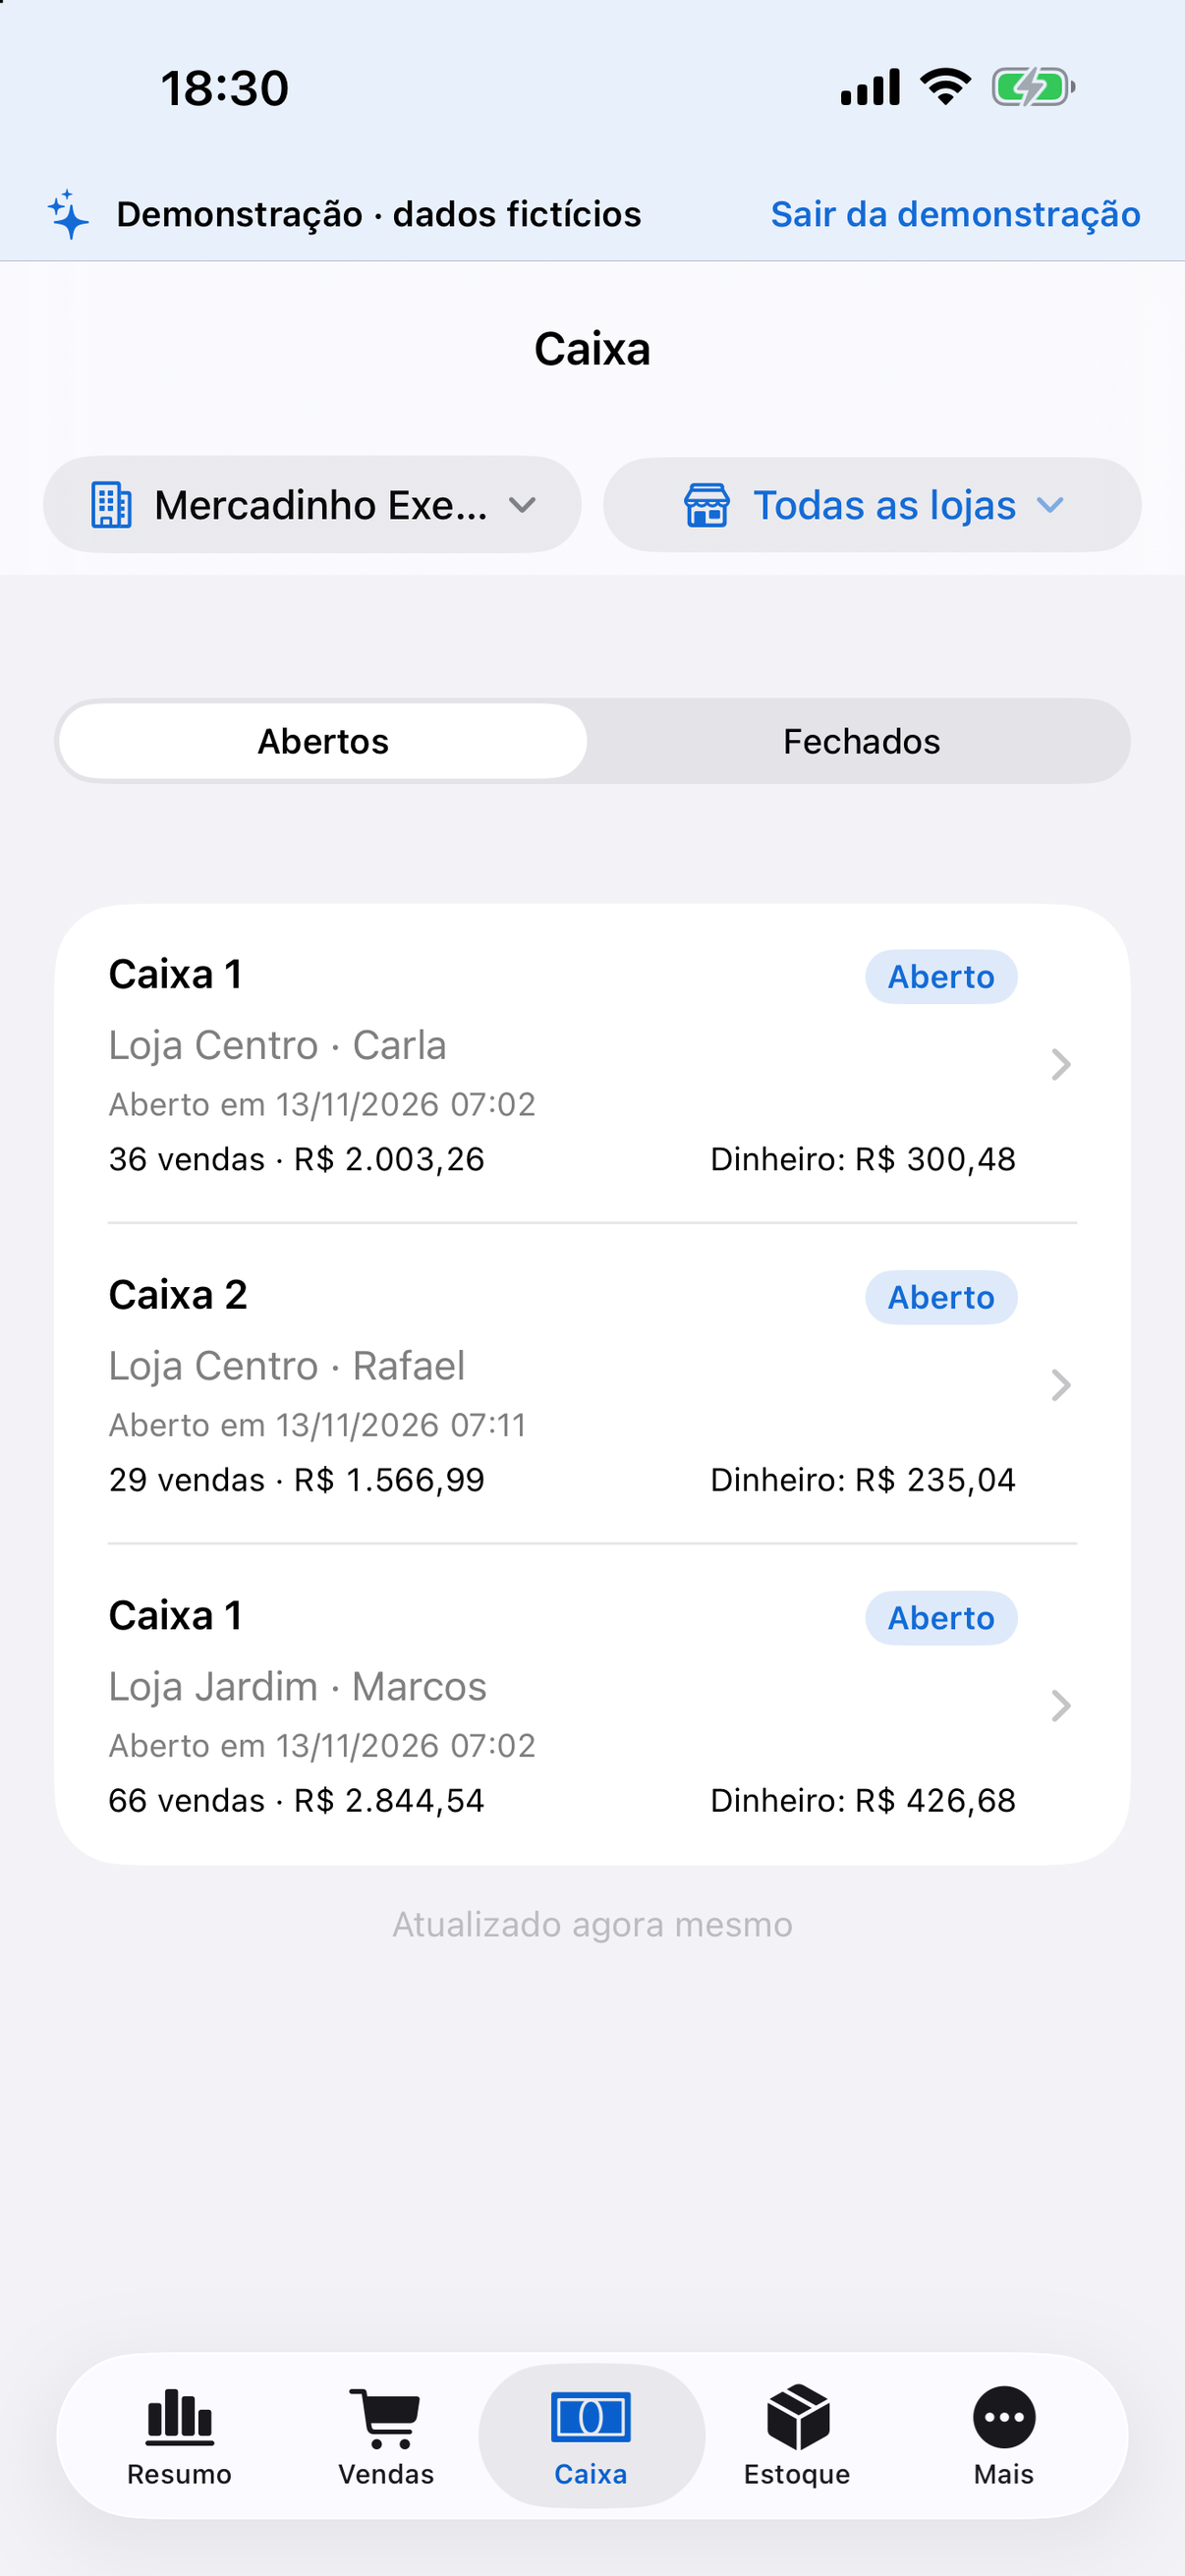 18:30
Demonstração · dados fictícios
Sair da demonstração
Caixa
Mercadinho Exe...
Todas as lojas
Abertos
Fechados
Caixa 1
Aberto
Loja Centro · Carla
Aberto em 13/11/2026 07:02
36 vendas · R$ 2.003,26
Dinheiro: R$ 300,48
Caixa 2
Aberto
Loja Centro · Rafael
Aberto em 13/11/2026 07:11
29 vendas · R$ 1.566,99
Dinheiro: R$ 235,04
Caixa 1
Aberto
Loja Jardim · Marcos
Aberto em 13/11/2026 07:02
66 vendas · R$ 2.844,54
Dinheiro: R$ 426,68
Atualizado agora mesmo
Resumo
Vendas
Caixa
Estoque
Mais